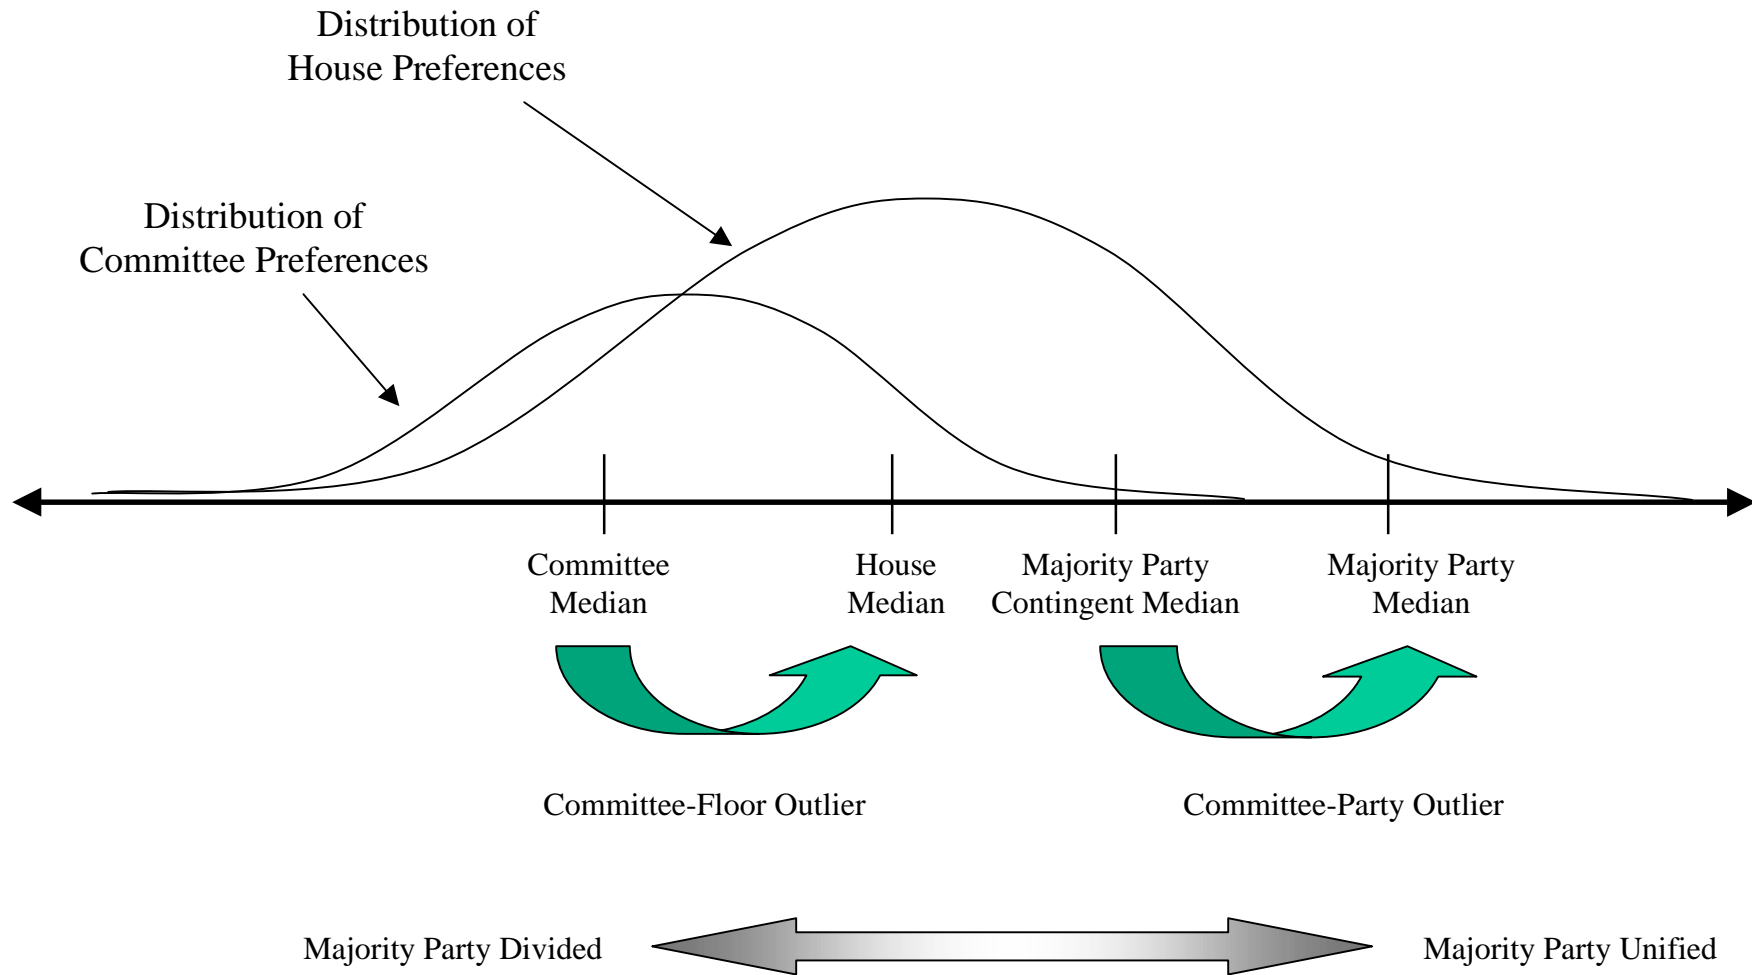 Distribution of
House Preferences
Distribution of
Committee Preferences
Committee
Median
House
Median
Majority Party
Contingent Median
Majority Party
Median
Committee-Floor Outlier
Committee-Party Outlier
Majority Party Divided
Majority Party Unified